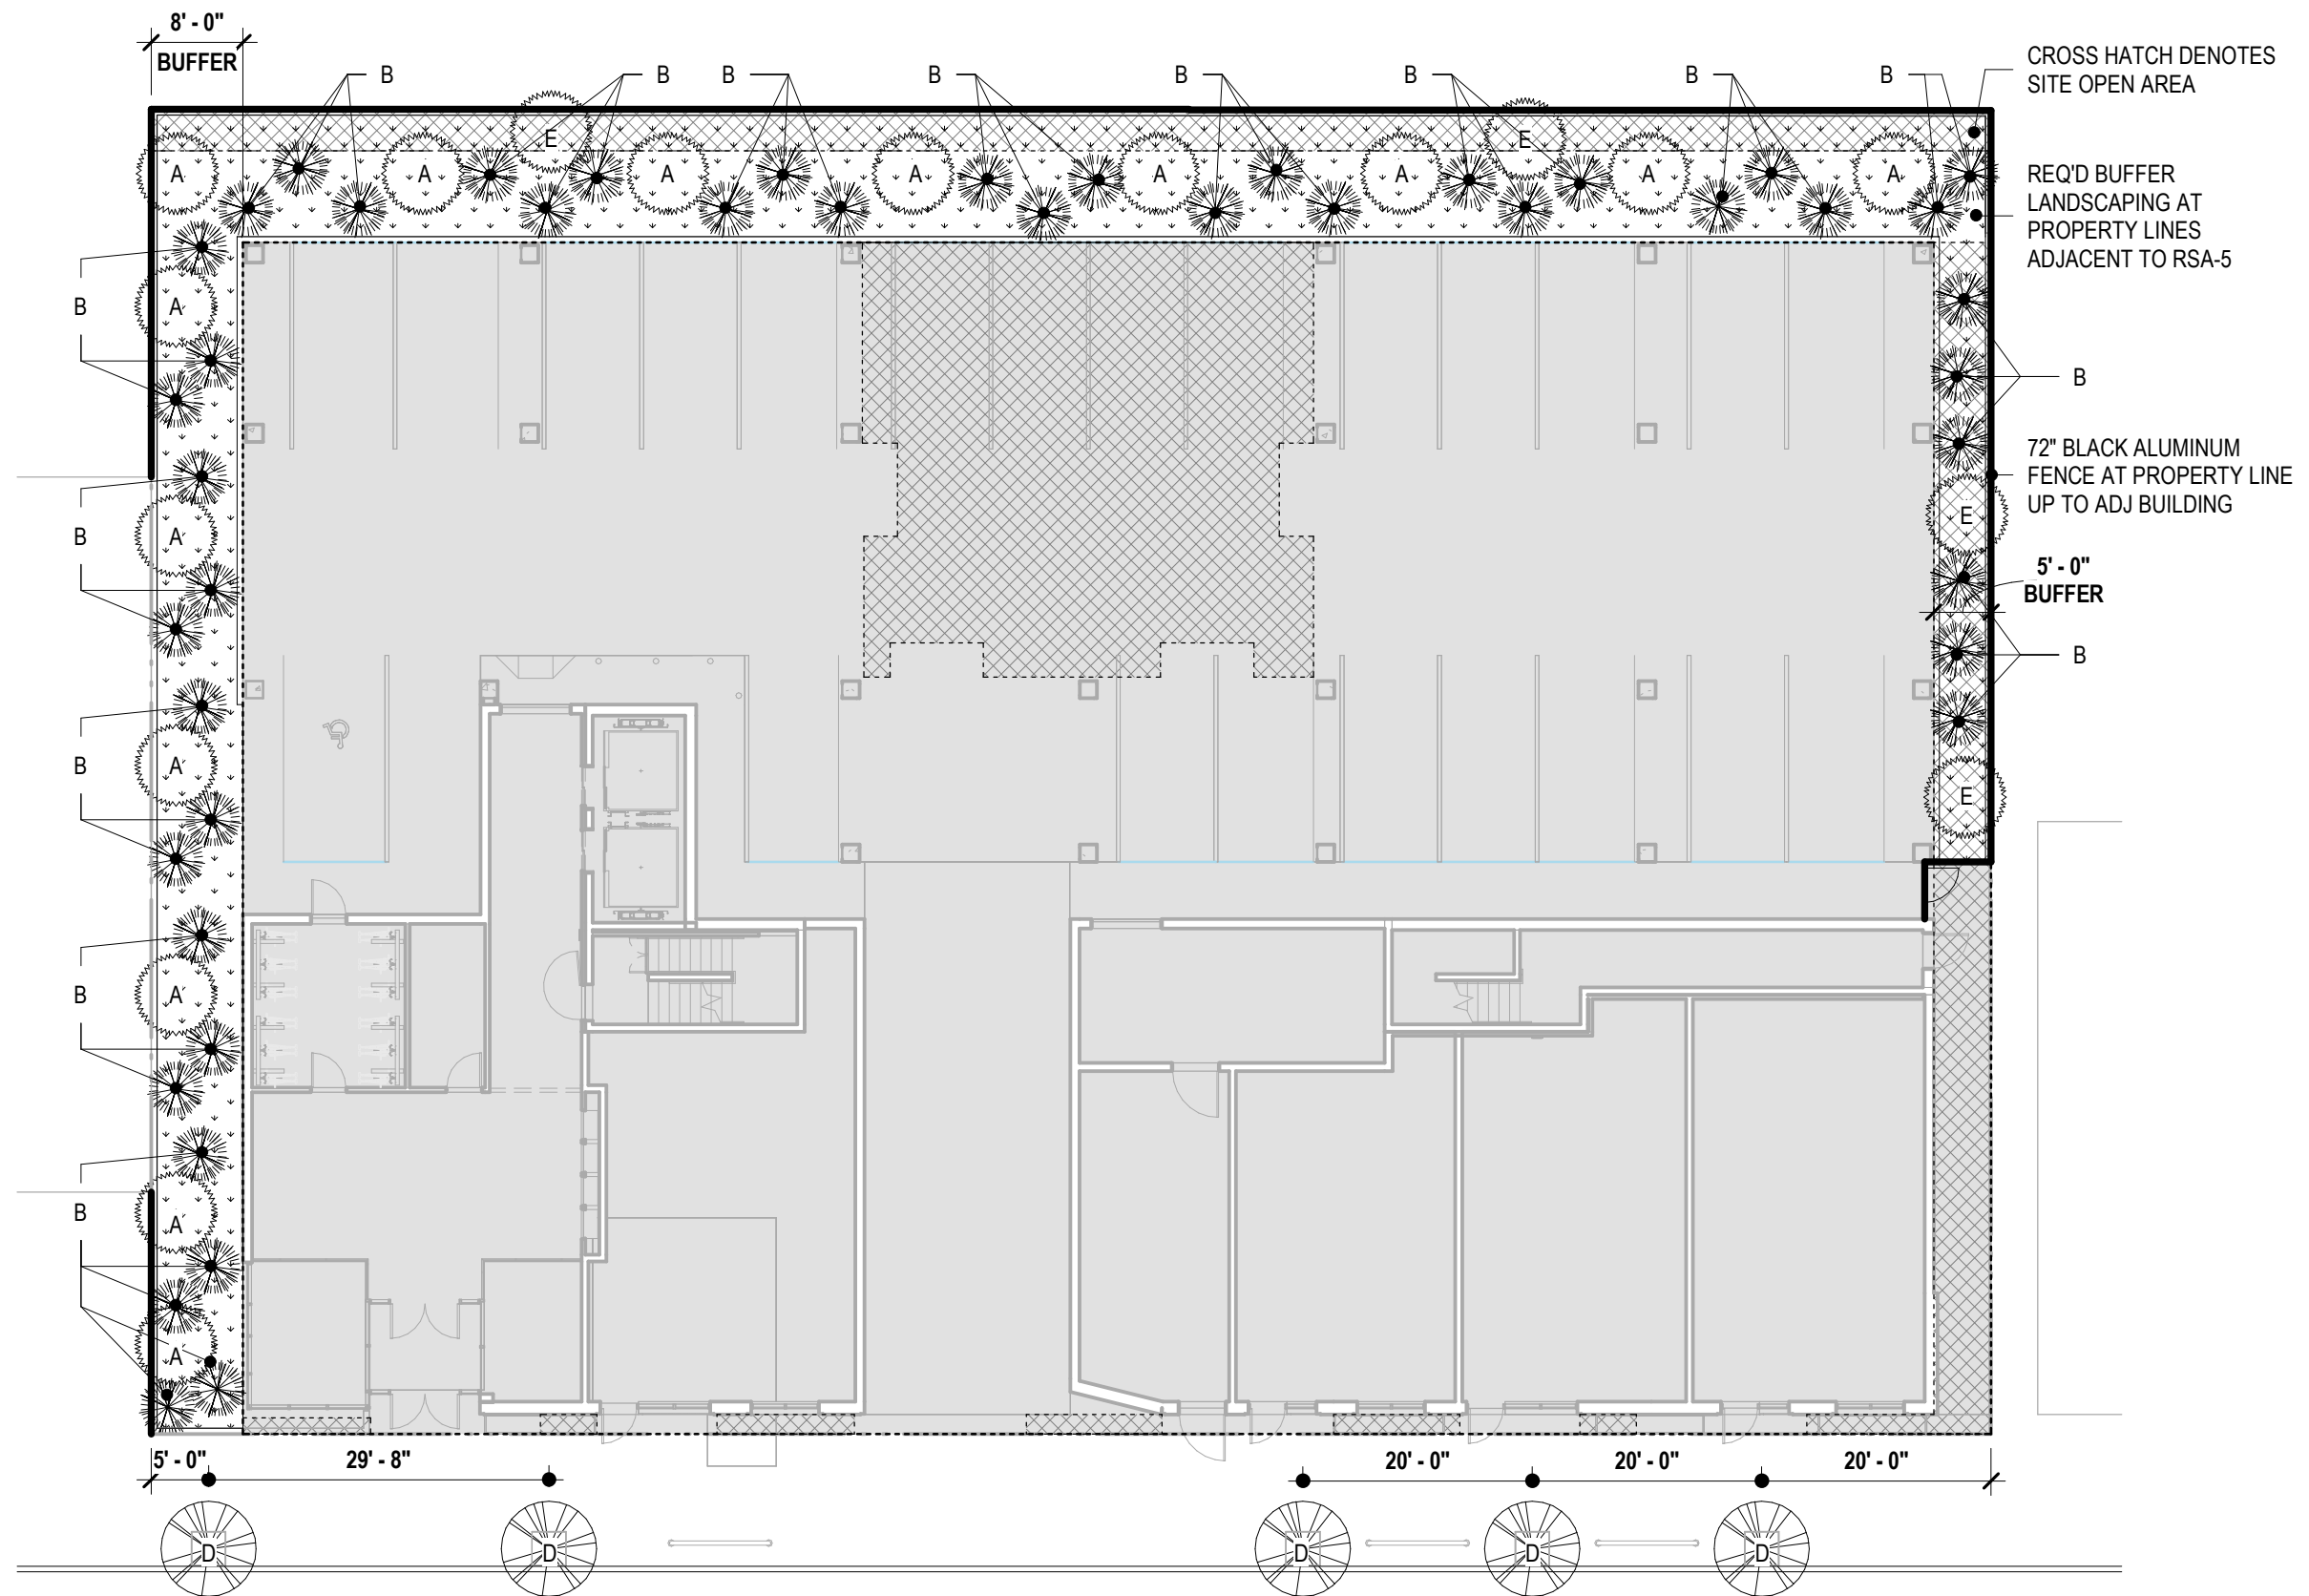 8' - 0"
BUFFER
B B B B B B B B
CROSS HATCH DENOTES
SITE OPEN AREA
E E
A A A A A A A A
REQ'D BUFFER
LANDSCAPING AT
PROPERTY LINES
ADJACENT TO RSA-5
B
A
B
72" BLACK ALUMINUM
FENCE AT PROPERTY LINE
UP TO ADJ BUILDING
E
B
A
5' - 0"
BUFFER
B
B
A
E
B
A
B
A
A
5' - 0"
29' - 8"
20' - 0"
20' - 0"
20' - 0"
D D D D D